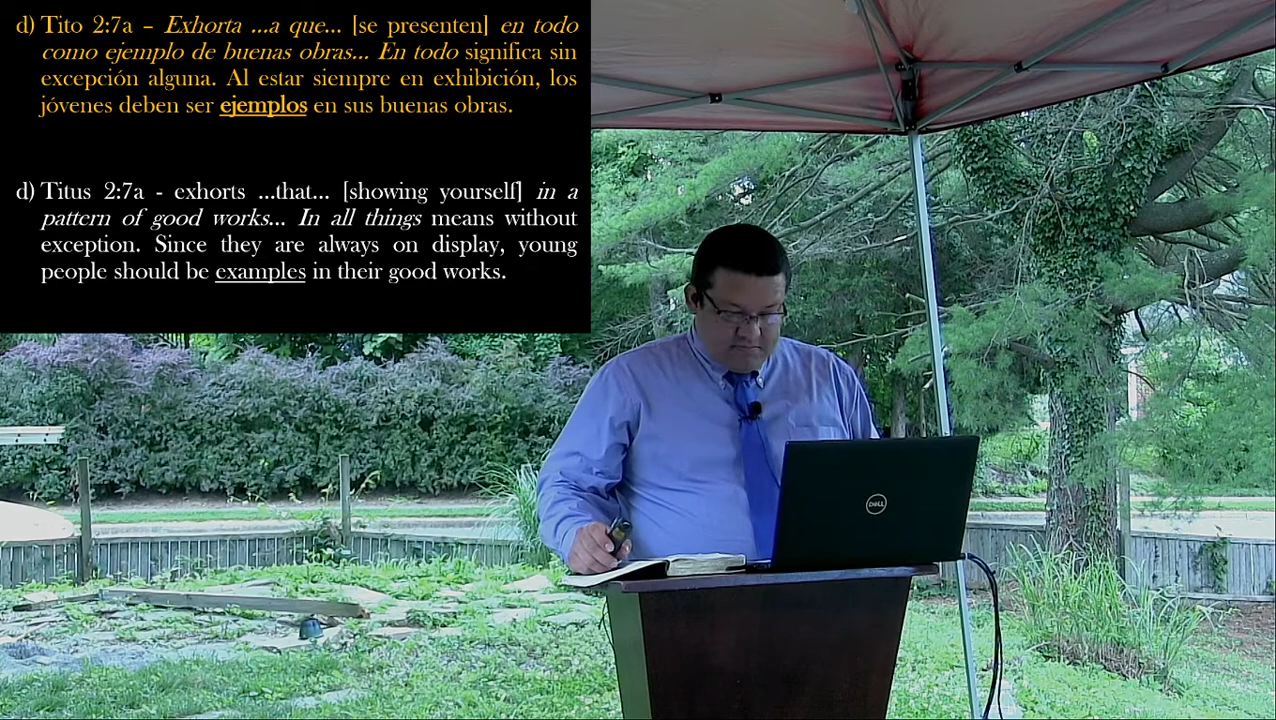 d) Tito 2:7a – Exhorta ...a que... [se presenten] en todo
como ejemplo de buenas obras... En todo significa sin
excepción alguna. Al estar siempre en exhibición, los
jóvenes deben ser ejemplos en sus buenas obras.
d) Titus 2:7a - exhorts ...that... [showing yourself] in a
pattern of good works... In all things means without
exception. Since they are always on display, young
people should be examples in their good works.
DELL